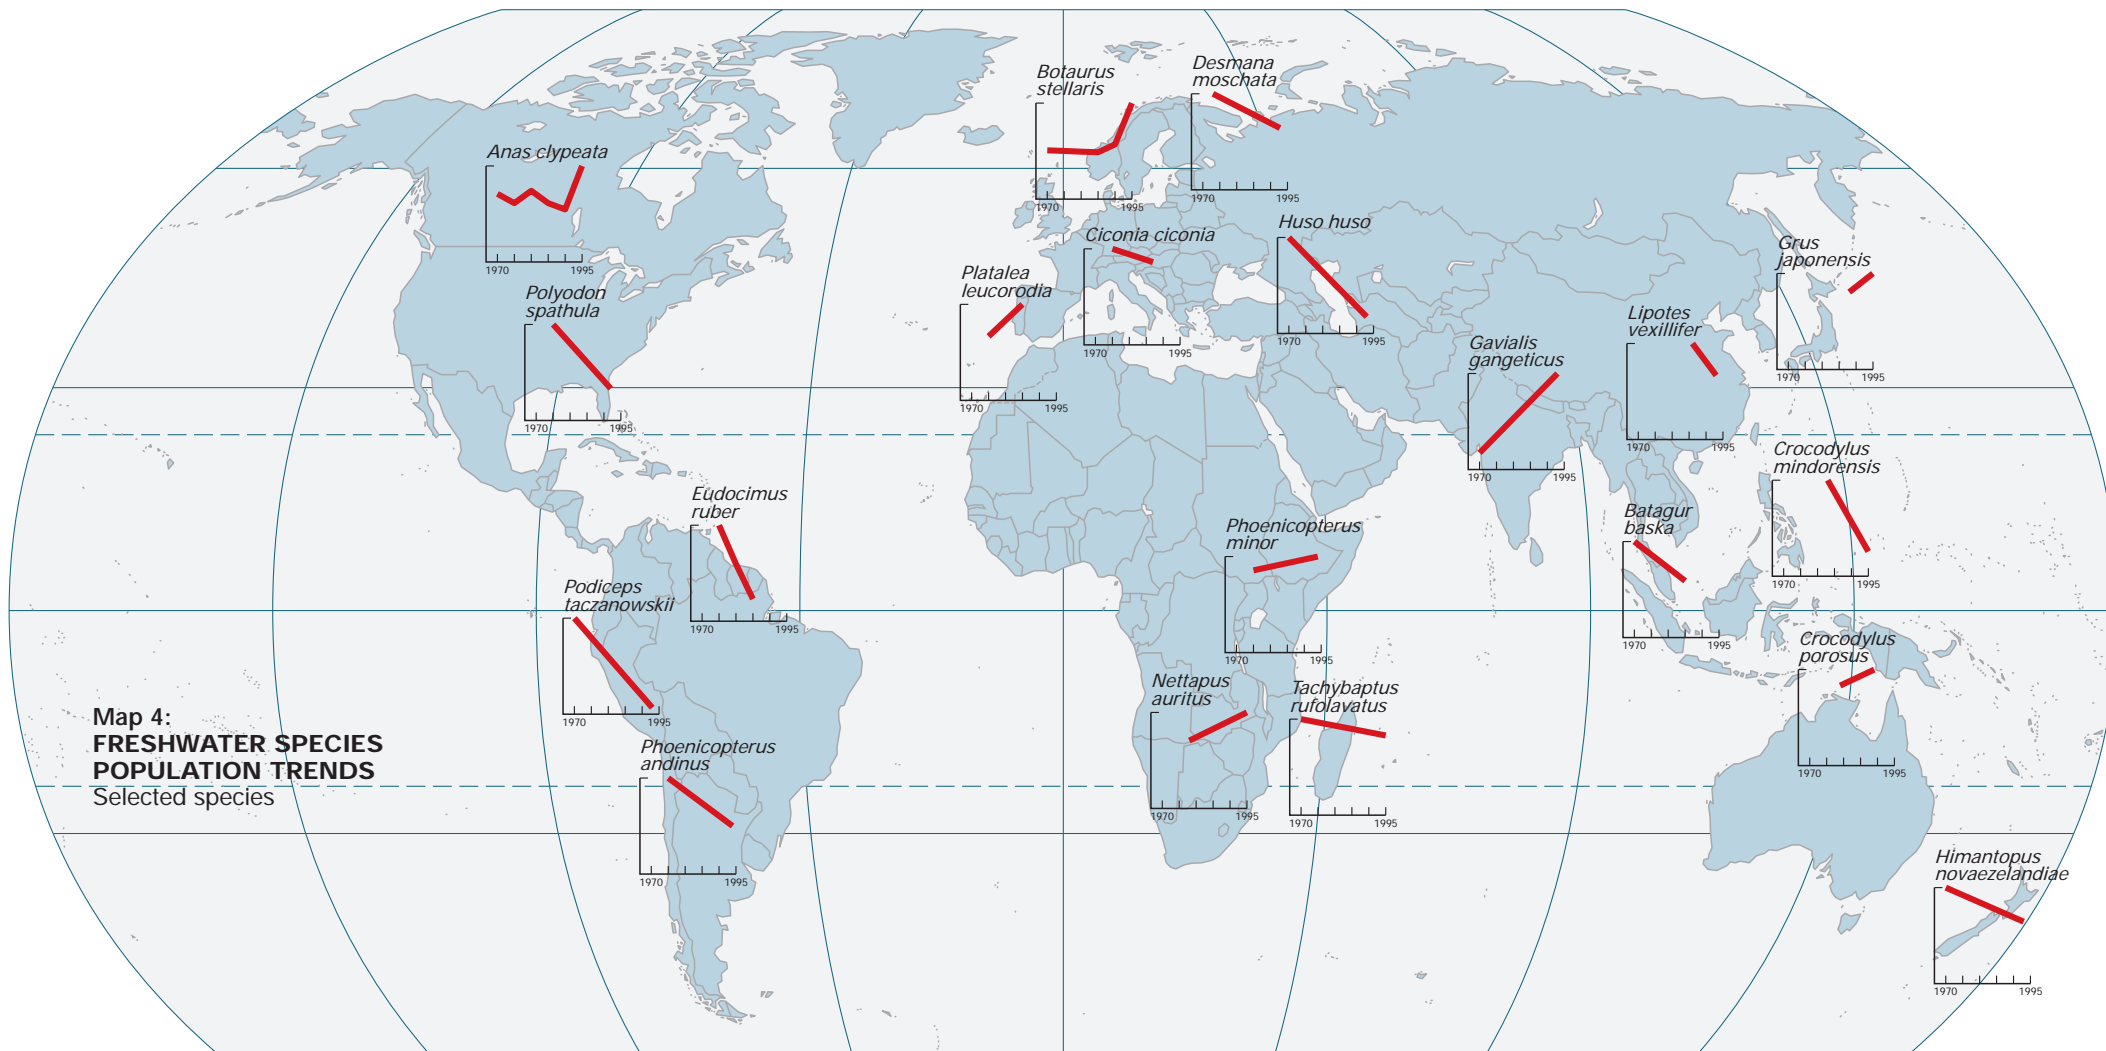 Botaurus
stellaris
1970 1995
Desmana
moschata
1970 1995
Anas clypeata
1970 1995
Huso huso
1970 1995
Ciconia ciconia
1970 1995
Grus
japonensis
1970 1995
Platalea
leucorodia
1970 1995
Polyodon
spathula
1970 1995
Lipotes
vexillifer
1970 1995
Gavialis
gangeticus
1970 1995
Crocodylus
mindorensis
1970 1995
Eudocimus
ruber
1970 1995
Batagur
baska
1970 1995
Phoenicopterus
minor
1970 1995
Podiceps
taczanowskii
1970 1995
Crocodylus
porosus
1970 1995
Nettapus
auritus
1970 1995
Tachybaptus
rufolavatus
1970 1995
Map 4:
FRESHWATER SPECIES
POPULATION TRENDS
Selected species
Phoenicopterus
andinus
1970 1995
Himantopus
novaezelandiae
1970 1995